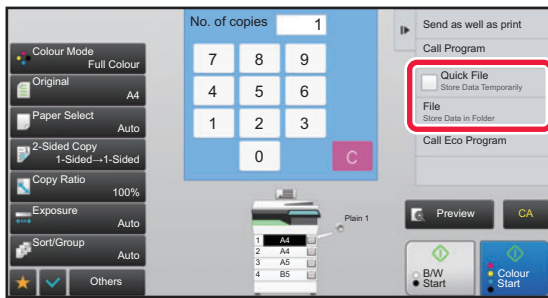 Colour Mode
Full Colour
Original
A4
Paper Select
Auto
2-Sided Copy
1-Sided→1-Sided
Copy Ratio
100%
Exposure
Auto
Sort/Group
Auto
Others
No. of copies 1
7 8 9
4 5 6
1 2 3
0 C
Plain 1
1 A4
2 A4
3 A5
4 B5
Send as well as print
Call Program
Quick File
Store Data Temporarily
File
Store Data in Folder
Call Eco Program
Preview
CA
B/W
Start
Colour
Start